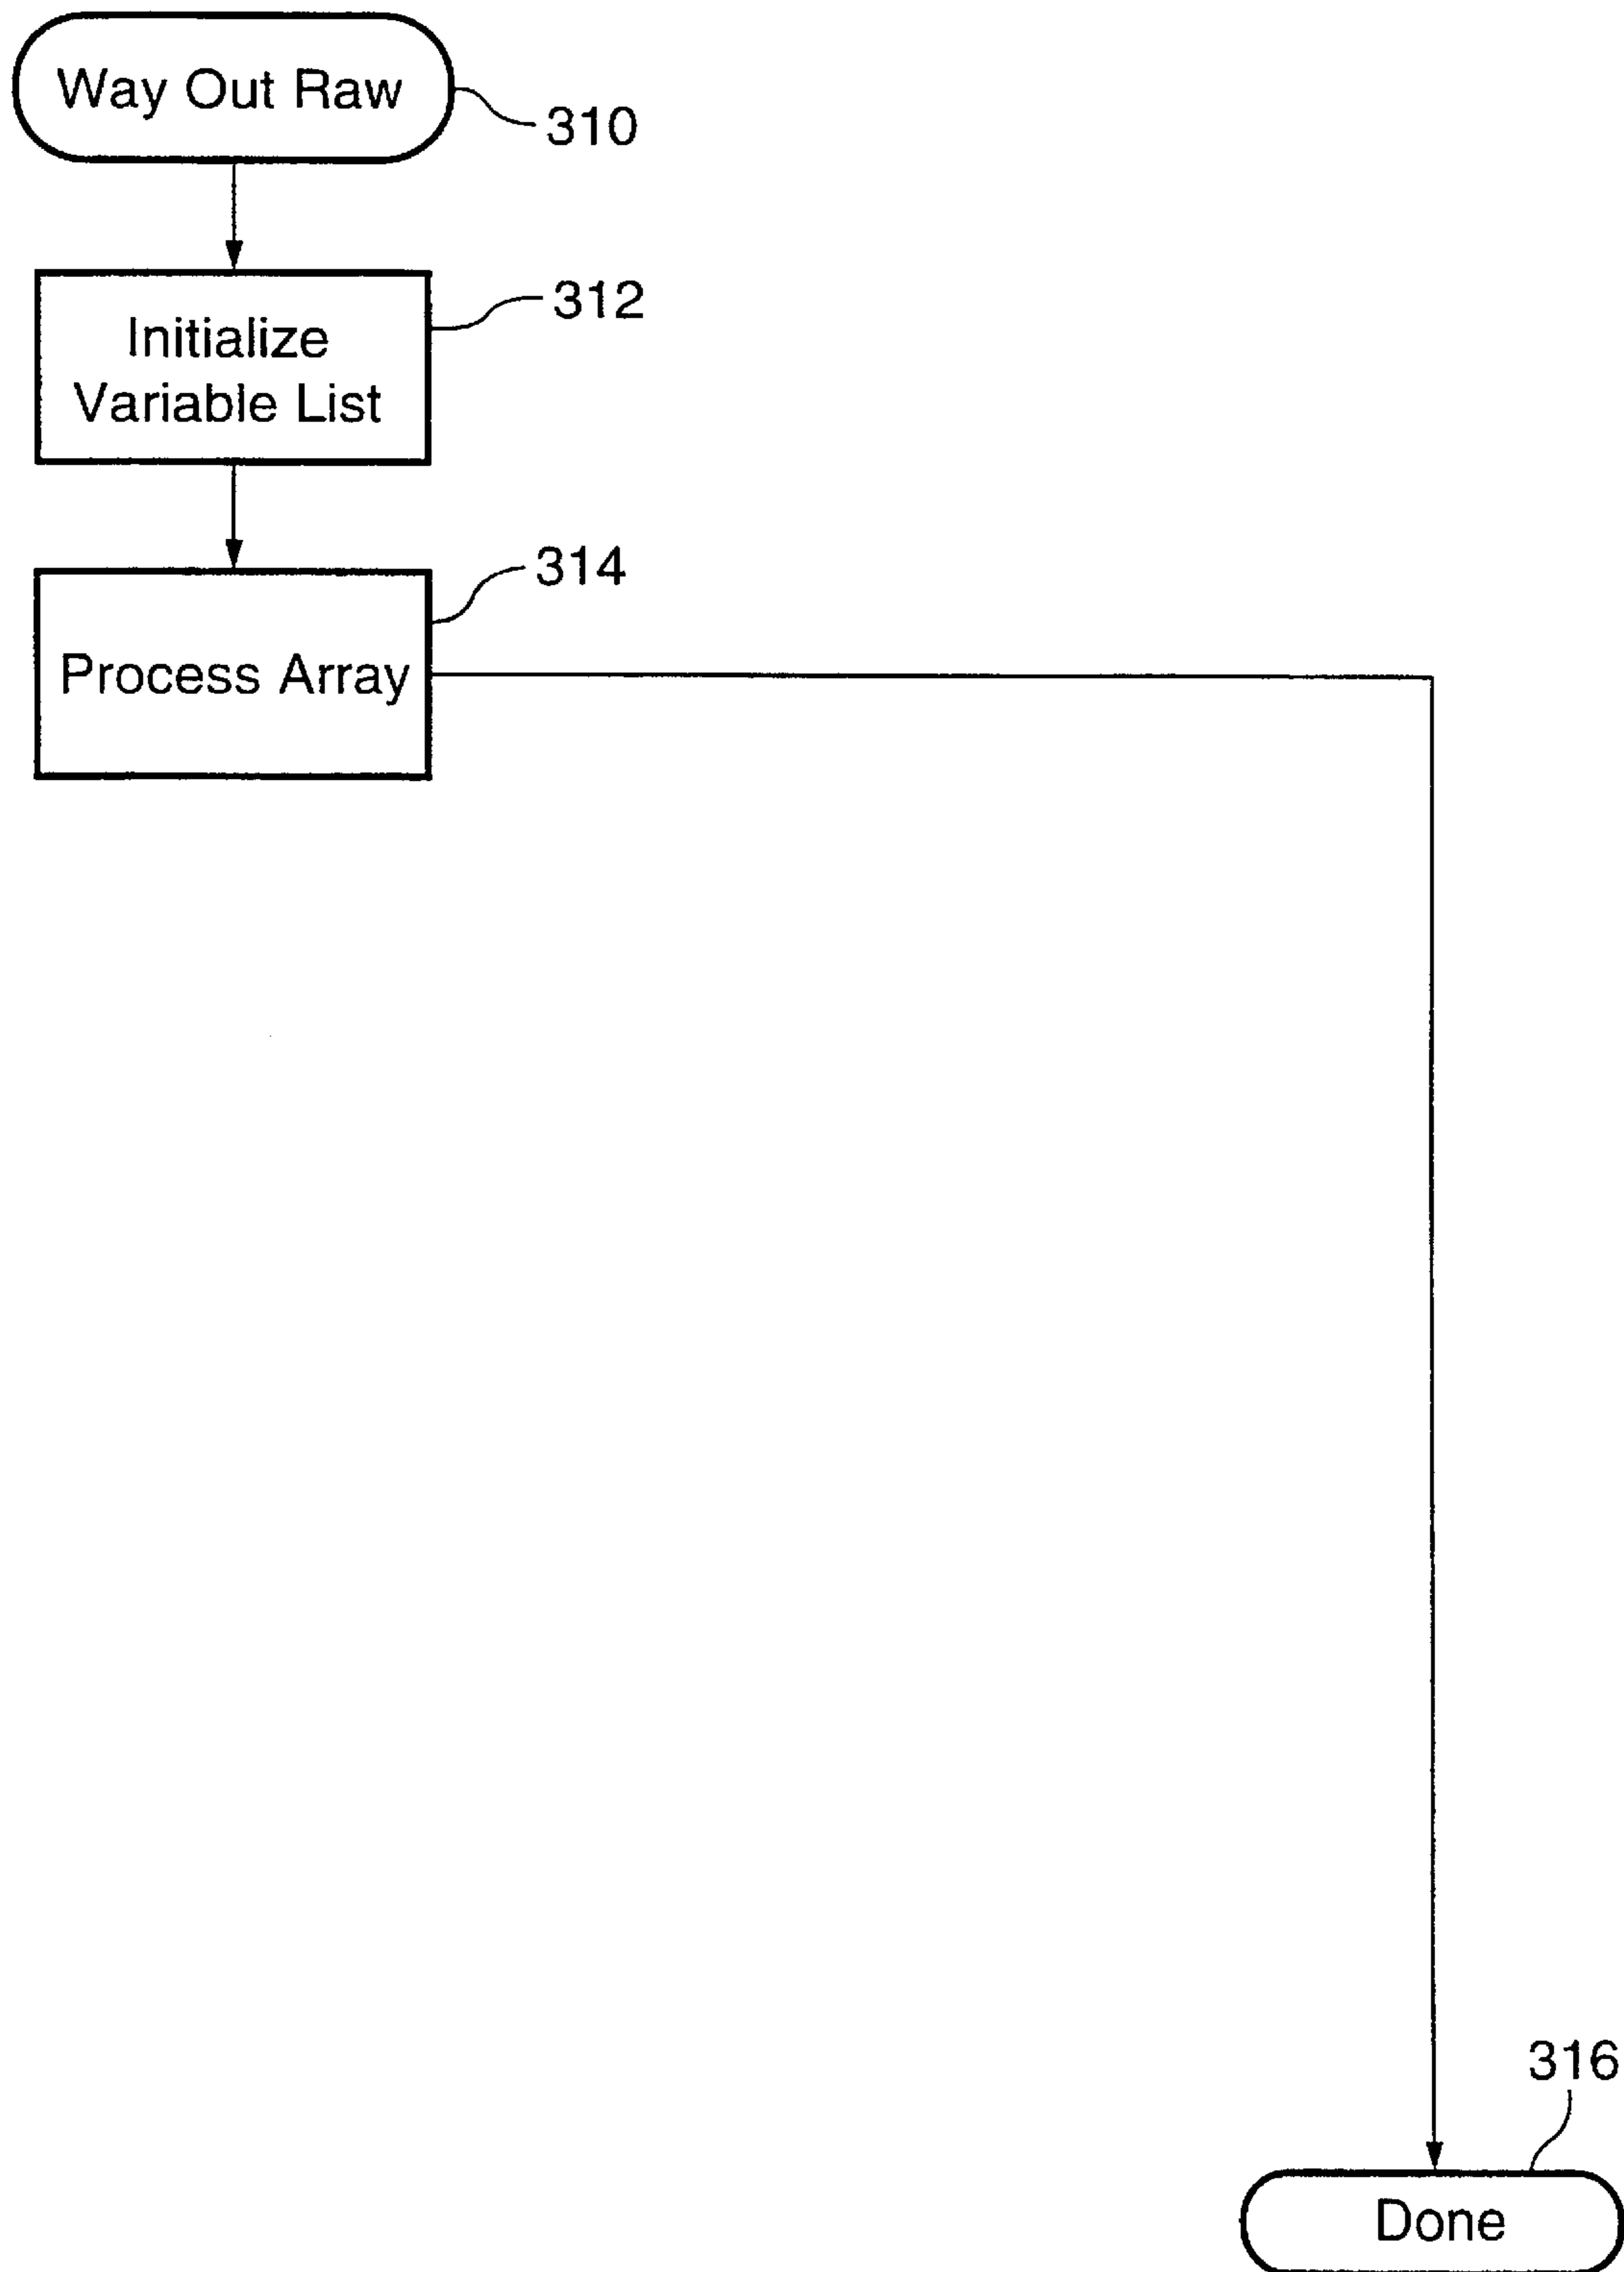 Way Out Raw
310
312
Initialize
Variable List
314
Process Array
316
Done